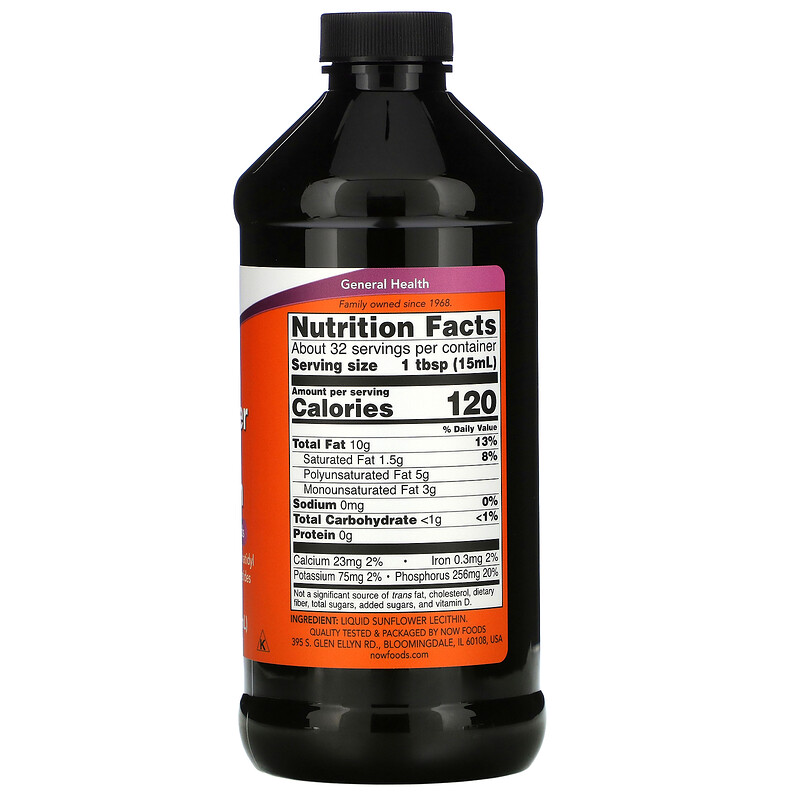 General Health
Family owned since 1968.
Nutrition Facts
About 32 servings per container
Serving size 1 tbsp (15mL)
Amount per serving
Calories 120
% Daily Value
Total Fat 10g 13%
Saturated Fat 1.5g 8%
Polyunsaturated Fat 5g
Monounsaturated Fat 3g
Sodium 0mg 0%
Total Carbohydrate <1g <1%
Protein 0g
Calcium 23mg 2% • Iron 0.3mg 2%
Potassium 75mg 2% • Phosphorus 256mg 20%
Not a significant source of trans fat, cholesterol, dietary
fiber, total sugars, added sugars, and vitamin D.
INGREDIENT: LIQUID SUNFLOWER LECITHIN.
QUALITY TESTED & PACKAGED BY NOW FOODS
395 S. GLEN ELLYN RD., BLOOMINGDALE, IL 60108, USA
nowfoods.com
K